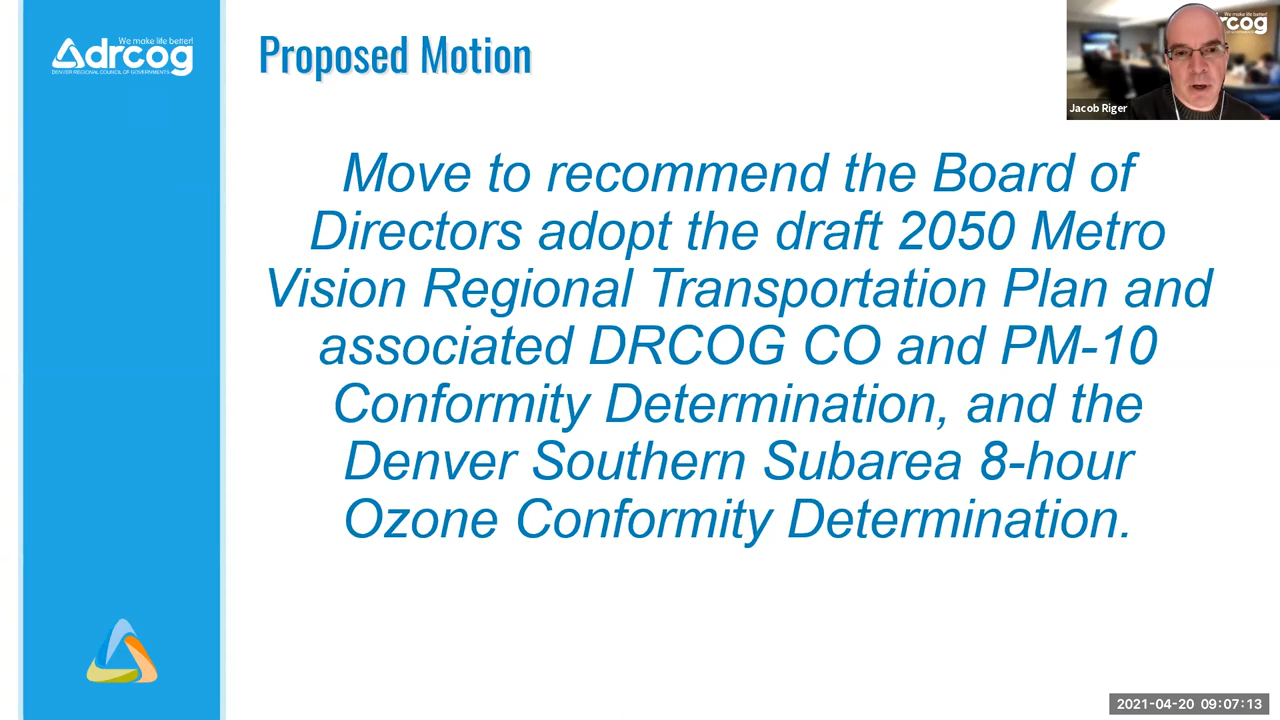 We make life better!
drcog
DENVER REGIONAL COUNCIL OF GOVERNMENTS
Proposed Motion
Jacob Riger
Move to recommend the Board of
Directors adopt the draft 2050 Metro
Vision Regional Transportation Plan and
associated DRCOG CO and PM-10
Conformity Determination, and the
Denver Southern Subarea 8-hour
Ozone Conformity Determination.
2021-04-20 09:07:13